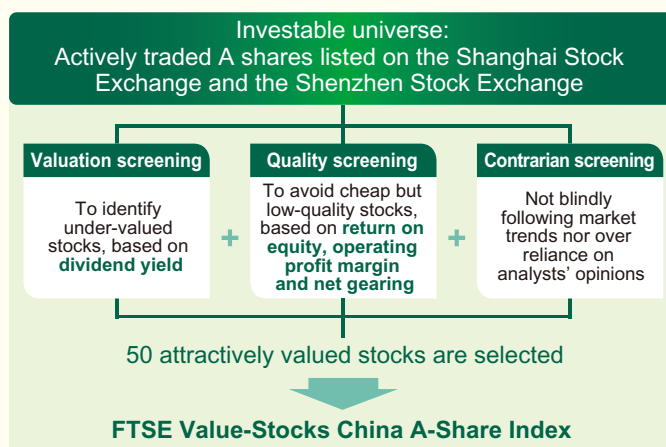 Investable universe:
Actively traded A shares listed on the Shanghai Stock
Exchange and the Shenzhen Stock Exchange
Valuation screening
To identify
under-valued
stocks, based on
dividend yield
+
Quality screening
To avoid cheap but
low-quality stocks,
based on return on
equity, operating
profit margin
and net gearing
+
Contrarian screening
Not blindly
following market
trends nor over
reliance on
analysts' opinions
50 attractively valued stocks are selected
FTSE Value-Stocks China A-Share Index